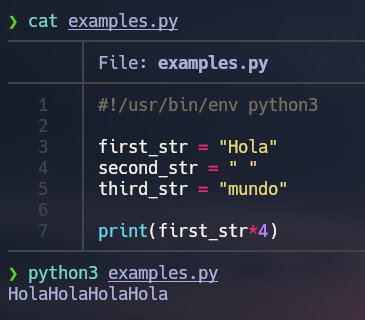 ❯ cat examples.py
File: examples.py
1 #!/usr/bin/env python3
2
3 first_str = "Hola"
4 second_str = " "
5 third_str = "mundo"
6
7 print(first_str*4)
❯ python3 examples.py
HolaHolaHolaHola